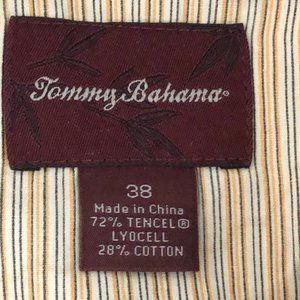 Tommy Bahama®
38
Made in China
72% TENCEL®
LYOCELL
28% COTTON